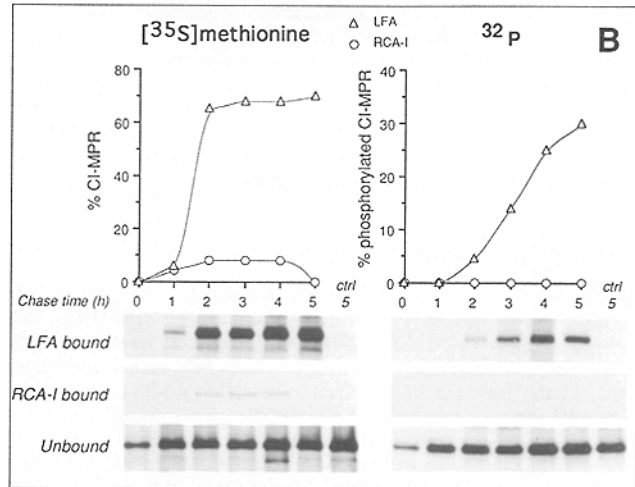 [³⁵S]methionine
LFA
RCA-I
³²P
B
% CI-MPR
80
60
40
20
0
% phosphorylated CI-MPR
40
30
20
10
0
Chase time (h) 0 1 2 3 4 5 ctrl 5
0 1 2 3 4 5 ctrl 5
LFA bound
RCA-I bound
Unbound